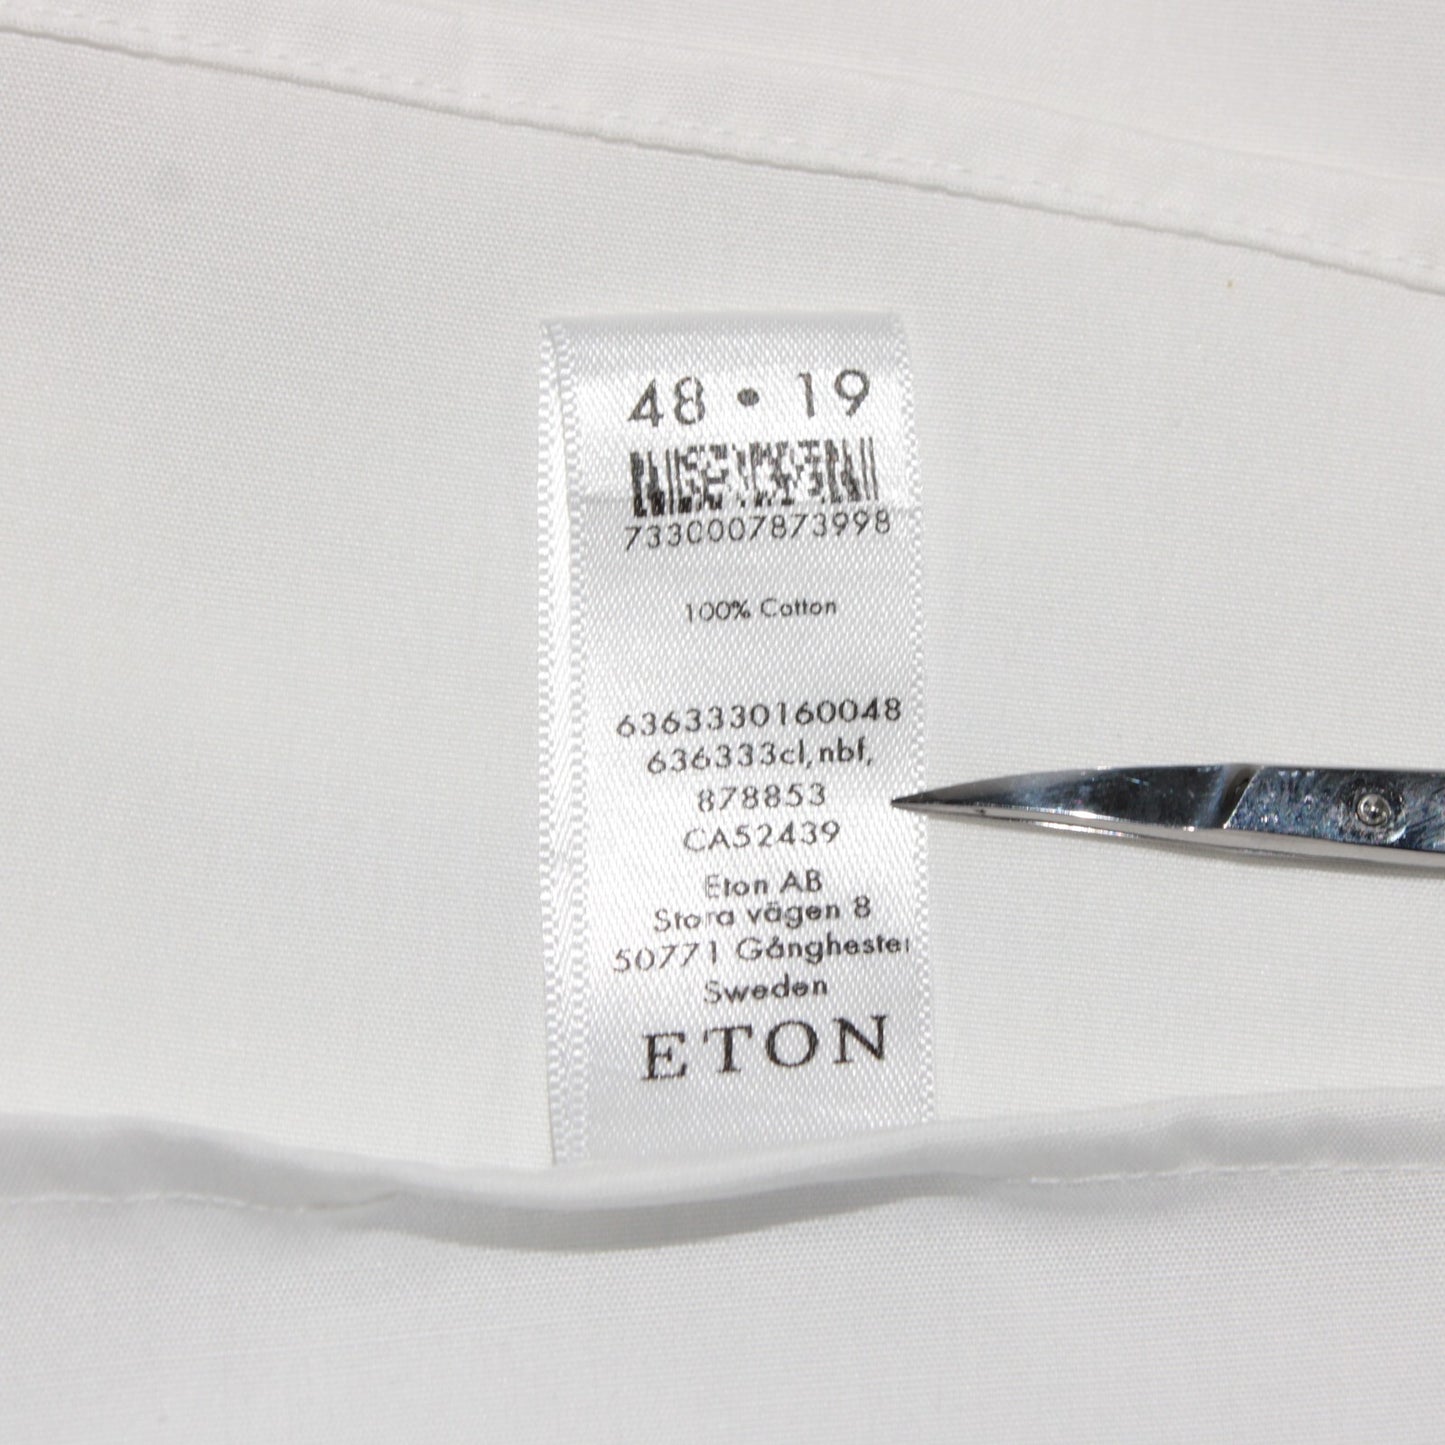 48 • 19
7330007873998
100% Cotton
6363330160048
636333cl, nbf,
878853
CA52439
Eton AB
Stora vägen 8
50771 Gånghester
Sweden
ETON